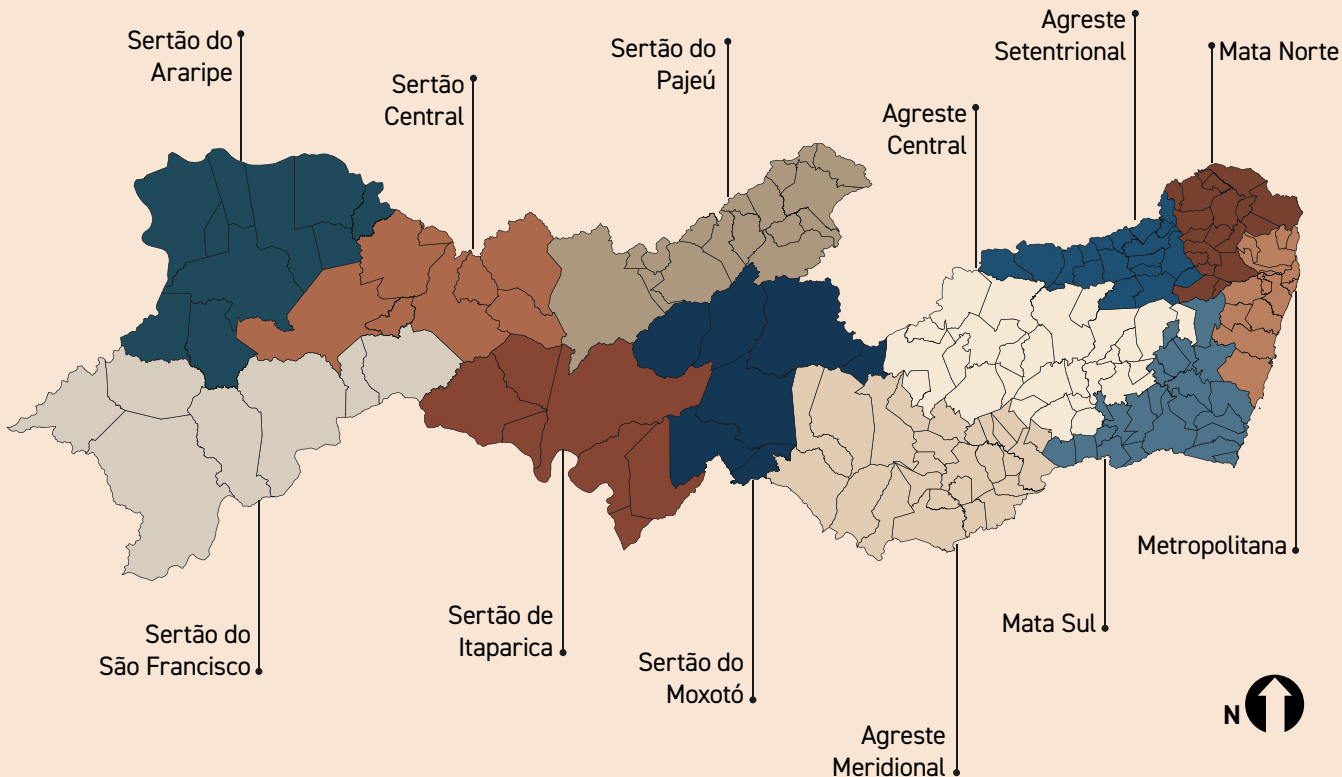 Sertão do
Araripe
Sertão
Central
Sertão do
Pajeú
Agreste
Central
Agreste
Setentrional
Mata Norte
Sertão do
São Francisco
Sertão de
Itaparica
Sertão do
Moxotó
Agreste
Meridional
Mata Sul
Metropolitana
N